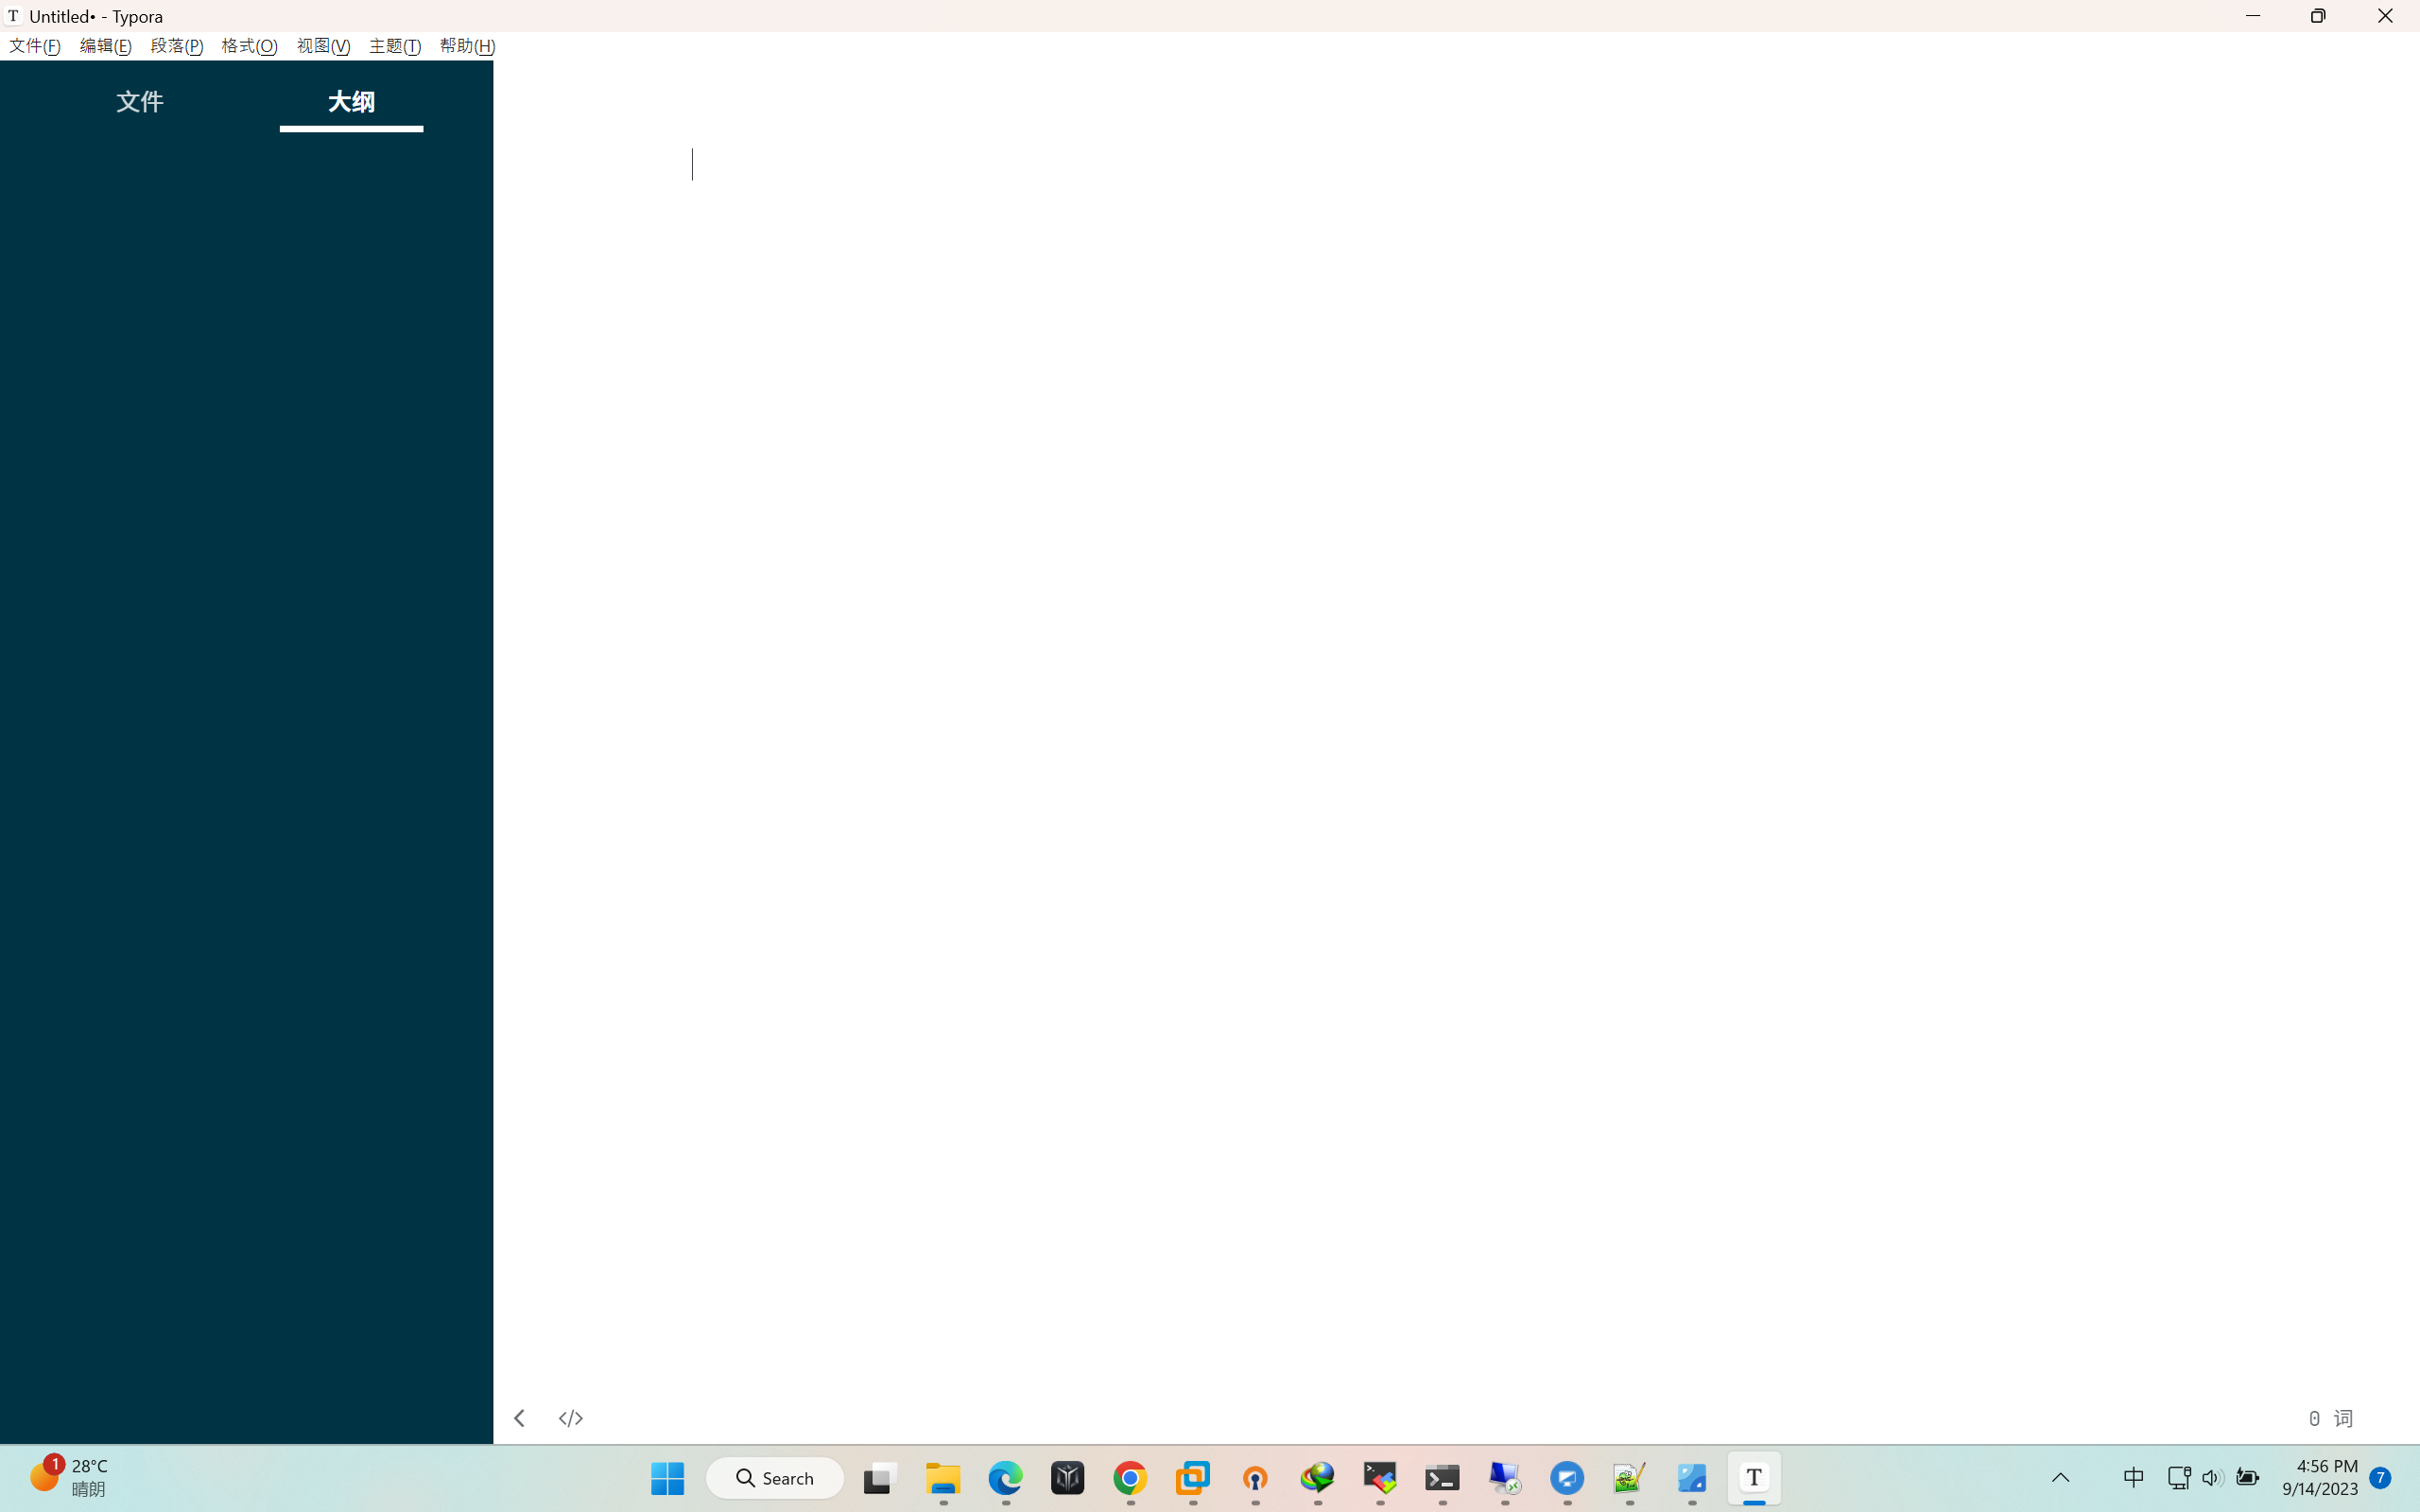 Untitled• - Typora
文件(F) 编辑(E) 段落(P) 格式(O) 视图(V) 主题(T) 帮助(H)
文件 大纲
0 词
1
28°C
晴朗
Search
中
4:56 PM
9/14/2023
7